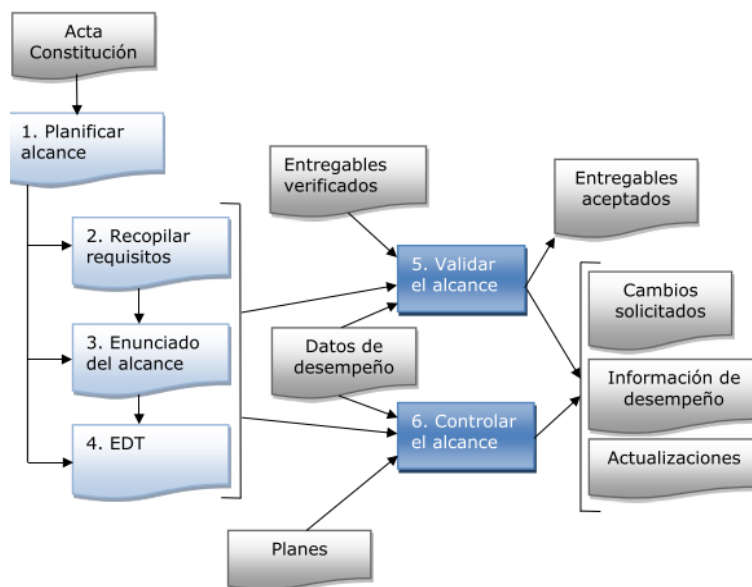 Acta
Constitución
1. Planificar
alcance
Entregables
verificados
Entregables
aceptados
2. Recopilar
requisitos
5. Validar
el alcance
Cambios
solicitados
3. Enunciado
del alcance
Datos de
desempeño
Información de
desempeño
4. EDT
6. Controlar
el alcance
Actualizaciones
Planes